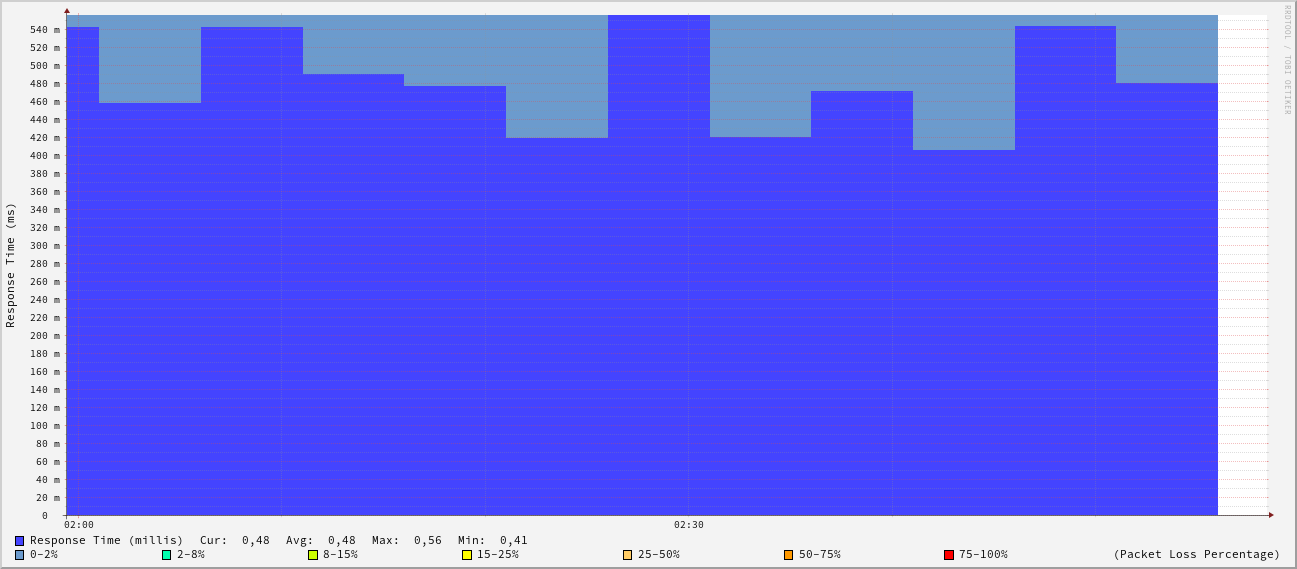 RRDTOOL / TOBI OETIKER
Response Time (ms)
540 m
520 m
500 m
480 m
460 m
440 m
420 m
400 m
380 m
360 m
340 m
320 m
300 m
280 m
260 m
240 m
220 m
200 m
180 m
160 m
140 m
120 m
100 m
80 m
60 m
40 m
20 m
0
02:00 02:30
Response Time (millis) Cur: 0,48 Avg: 0,48 Max: 0,56 Min: 0,41
0-2% 2-8% 8-15% 15-25% 25-50% 50-75% 75-100% (Packet Loss Percentage)